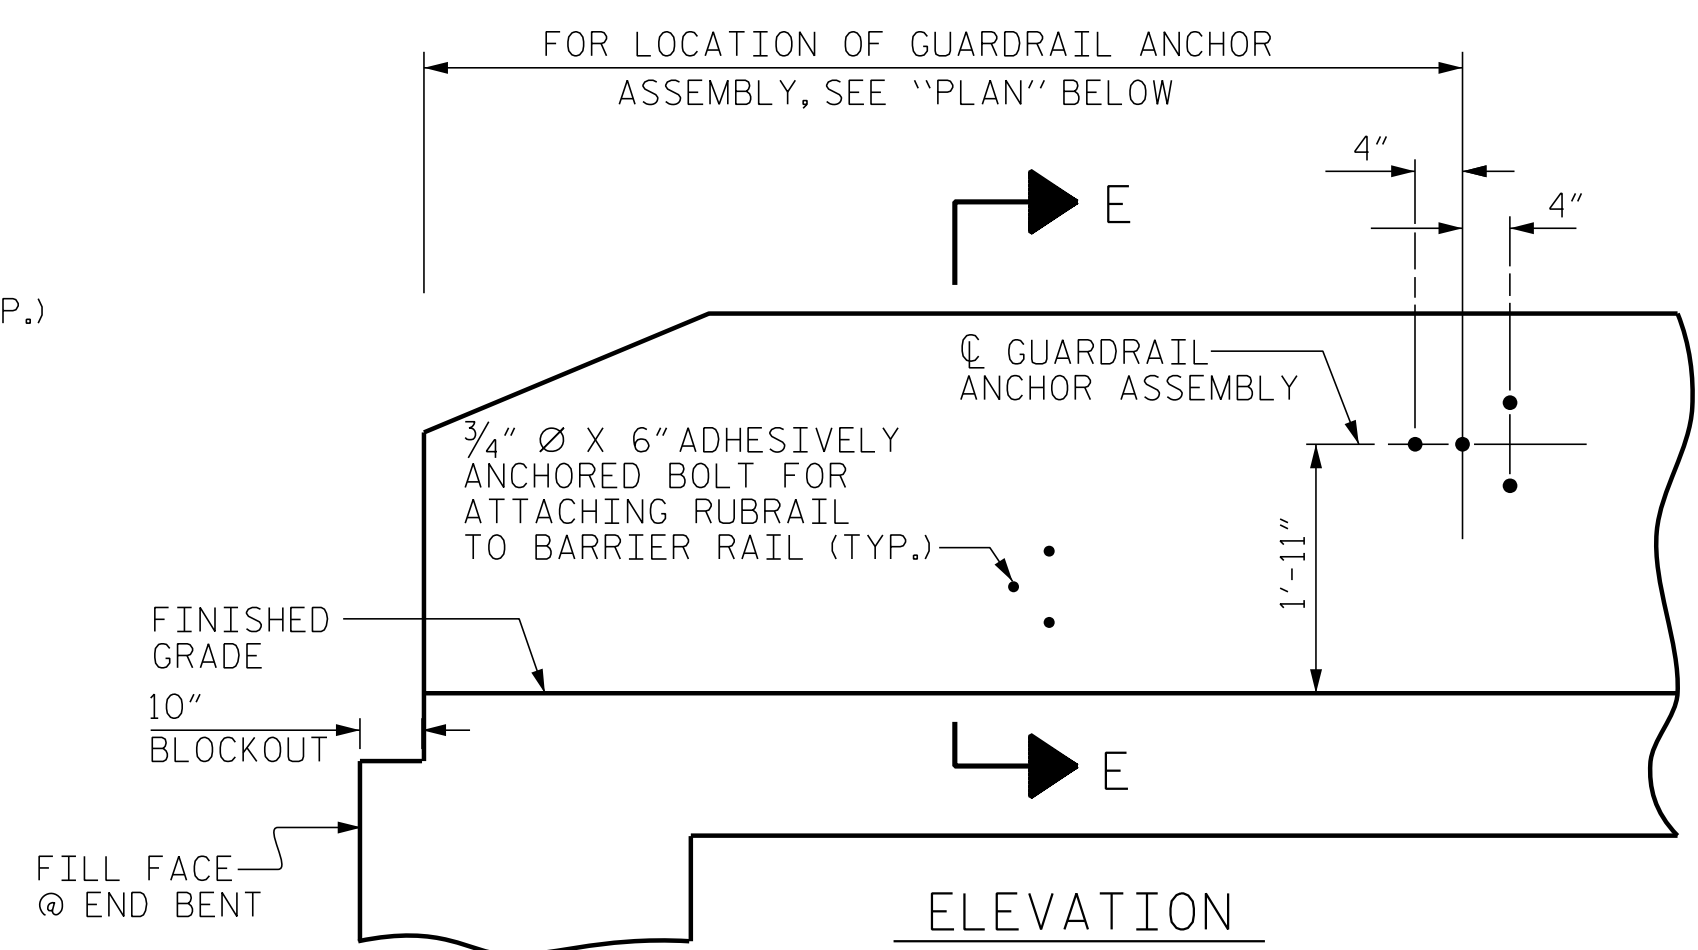 FOR LOCATION OF GUARDRAIL ANCHOR
ASSEMBLY, SEE ‶PLAN″ BELOW
4″
E
4″
P.)
℄ GUARDRAIL
ANCHOR ASSEMBLY
¾″ Ø X 6″ ADHESIVELY
ANCHORED BOLT FOR
ATTACHING RUBRAIL
TO BARRIER RAIL (TYP.)
1′-11″
FINISHED
GRADE
10″
BLOCKOUT
E
FILL FACE
@ END BENT
ELEVATION